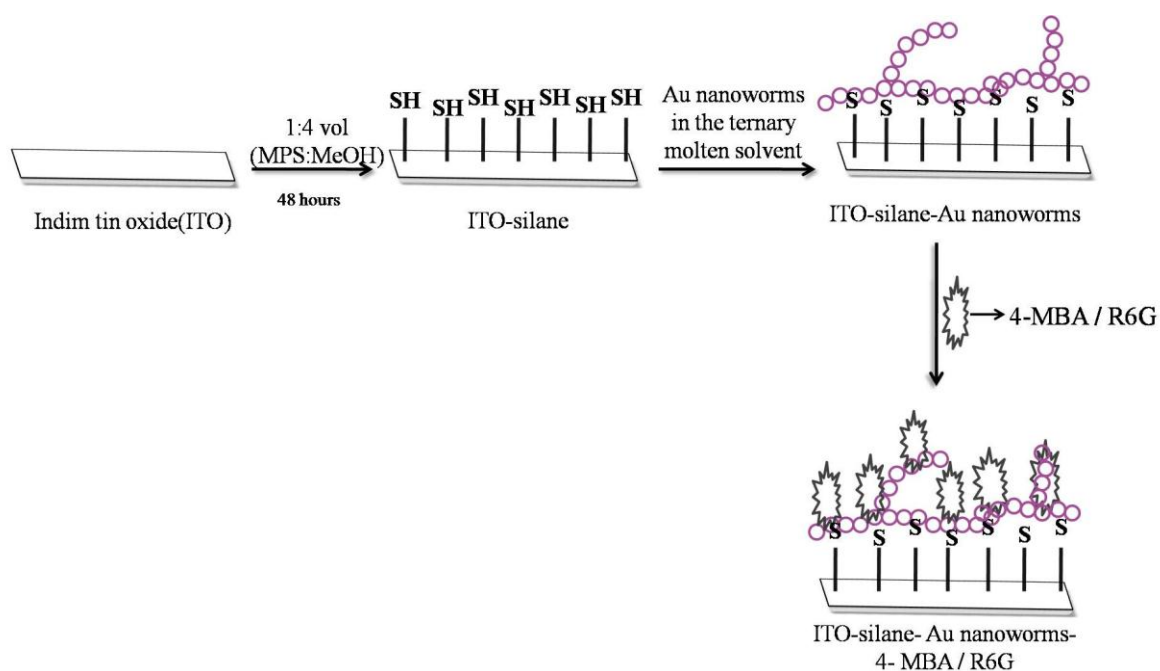 SH SH SH SH SH SH SH
1:4 vol
(MPS:MeOH)
48 hours
Indim tin oxide(ITO)
ITO-silane
Au nanoworms
in the ternary
molten solvent
S S S S S S S
ITO-silane-Au nanoworms
4-MBA / R6G
S S S S S S S
ITO-silane- Au nanoworms-
4- MBA / R6G